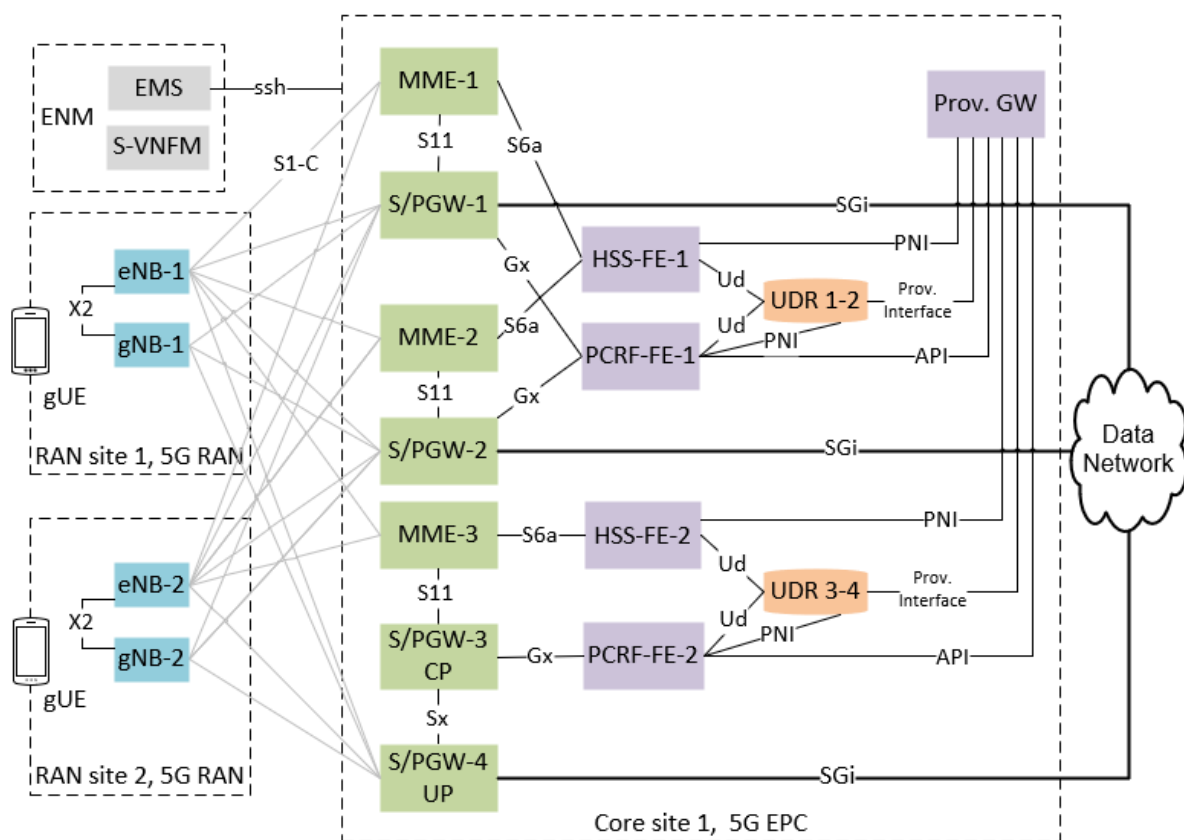 ENM
EMS
S-VNFM
ssh
S1-C
eNB-1
X2
gNB-1
gUE
RAN site 1, 5G RAN
eNB-2
X2
gNB-2
gUE
RAN site 2, 5G RAN
MME-1
S11
S/PGW-1
S6a
Gx
MME-2
S6a
S11
Gx
S/PGW-2
MME-3
S6a
S11
S/PGW-3
CP
Gx
Sx
S/PGW-4
UP
HSS-FE-1
Ud
Ud
PCRF-FE-1
PNI
UDR 1-2
HSS-FE-2
Ud
Ud
PCRF-FE-2
PNI
UDR 3-4
Prov. GW
SGi
PNI
Prov.
Interface
API
SGi
PNI
Prov.
Interface
API
SGi
Data
Network
Core site 1, 5G EPC